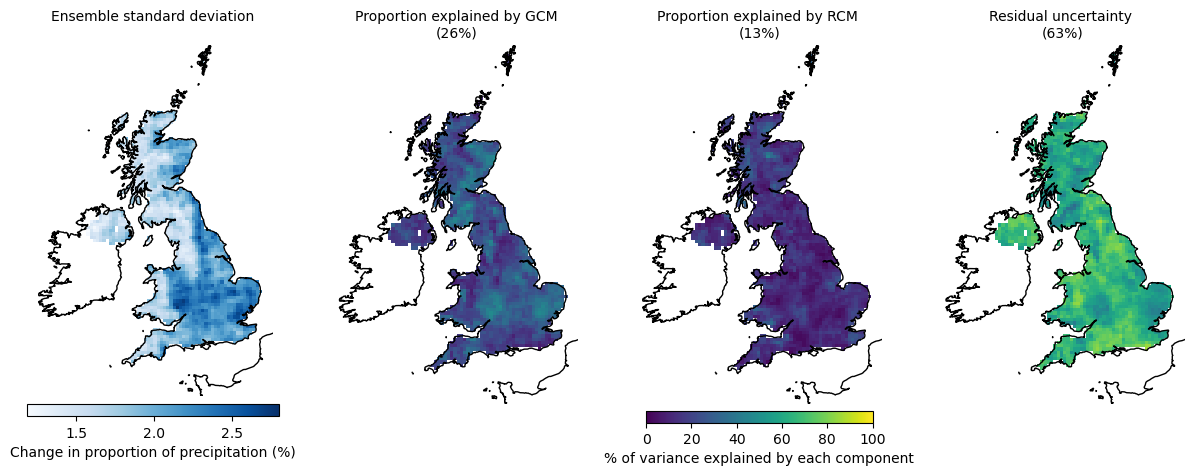 Ensemble standard deviation
Proportion explained by GCM
(26%)
Proportion explained by RCM
(13%)
Residual uncertainty
(63%)
1.5 2.0 2.5
Change in proportion of precipitation (%)
0 20 40 60 80 100
% of variance explained by each component